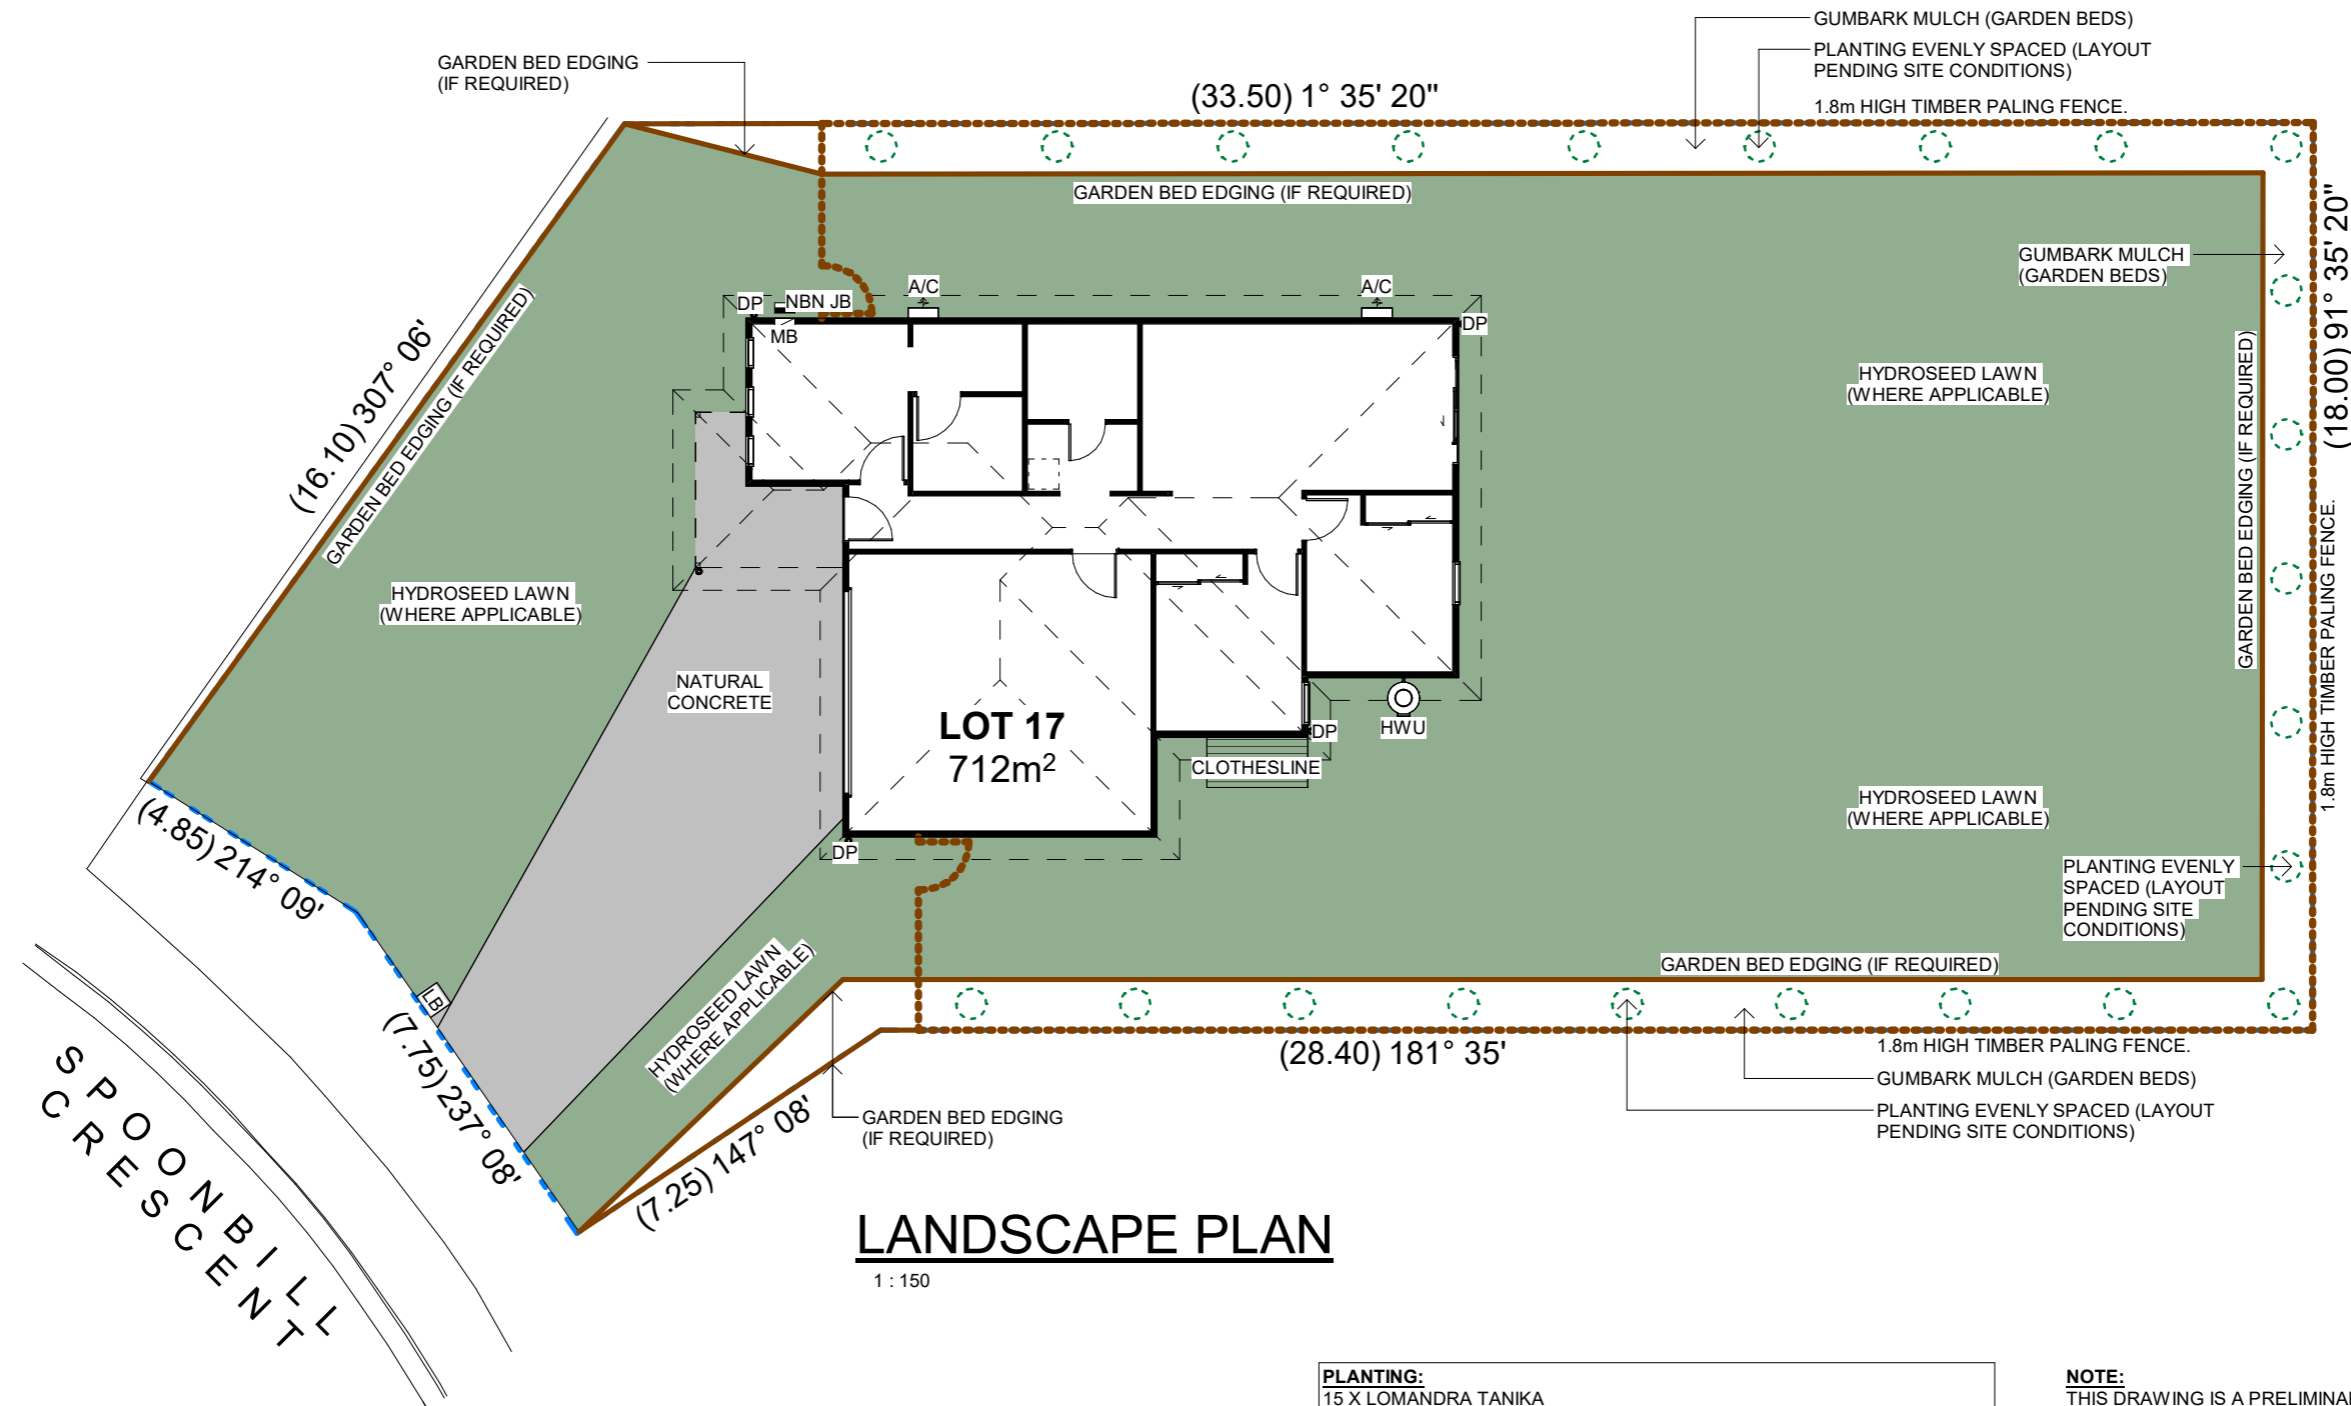 GUMBARK MULCH (GARDEN BEDS)
GARDEN BED EDGING
(IF REQUIRED)
PLANTING EVENLY SPACED (LAYOUT
PENDING SITE CONDITIONS)
(33.50) 1° 35' 20"
1.8m HIGH TIMBER PALING FENCE.
GARDEN BED EDGING (IF REQUIRED)
(18.00) 91° 35' 20"
GUMBARK MULCH
(GARDEN BEDS)
A/C
A/C
DP
NBN JB
MB
DP
(16.10) 307° 06'
GARDEN BED EDGING (IF REQUIRED)
HYDROSEED LAWN
(WHERE APPLICABLE)
GARDEN BED EDGING (IF REQUIRED)
1.8m HIGH TIMBER PALING FENCE.
HYDROSEED LAWN
(WHERE APPLICABLE)
NATURAL
CONCRETE
LOT 17
712m²
DP
HWU
CLOTHESLINE
HYDROSEED LAWN
(WHERE APPLICABLE)
(4.85) 214° 09'
DP
PLANTING EVENLY
SPACED (LAYOUT
PENDING SITE
CONDITIONS)
GARDEN BED EDGING (IF REQUIRED)
LB
HYDROSEED LAWN
(WHERE APPLICABLE)
(7.75) 237° 08'
(28.40) 181° 35'
1.8m HIGH TIMBER PALING FENCE.
GUMBARK MULCH (GARDEN BEDS)
PLANTING EVENLY SPACED (LAYOUT
PENDING SITE CONDITIONS)
GARDEN BED EDGING
(IF REQUIRED)
(7.25) 147° 08'
SPOONBILL
CRESCENT
LANDSCAPE PLAN
1 : 150
PLANTING:
15 X LOMANDRA TANIKA
NOTE:
THIS DRAWING IS A PRELIMINA